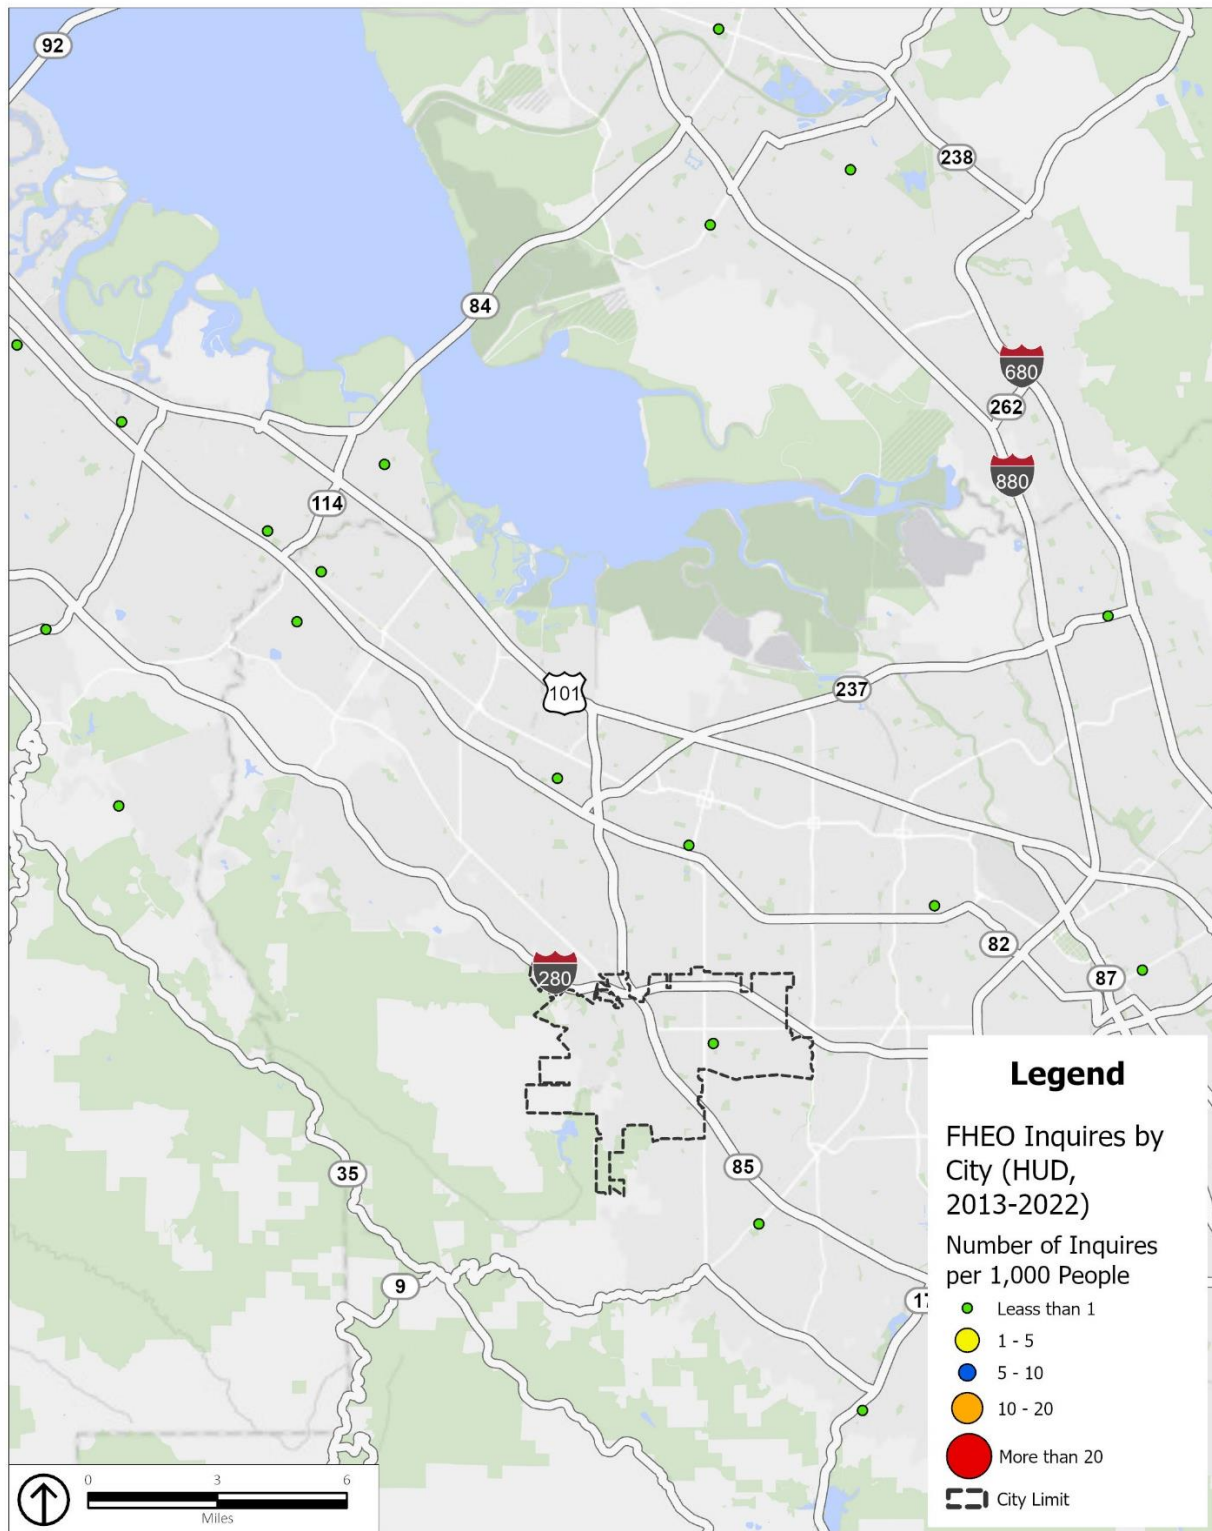 92
238
84
680
262
880
114
101
237
82
87
280
85
35
9
17
Legend
FHEO Inquires by
City (HUD,
2013-2022)
Number of Inquires
per 1,000 People
Leass than 1
1 - 5
5 - 10
10 - 20
More than 20
City Limit
0 3 6
Miles